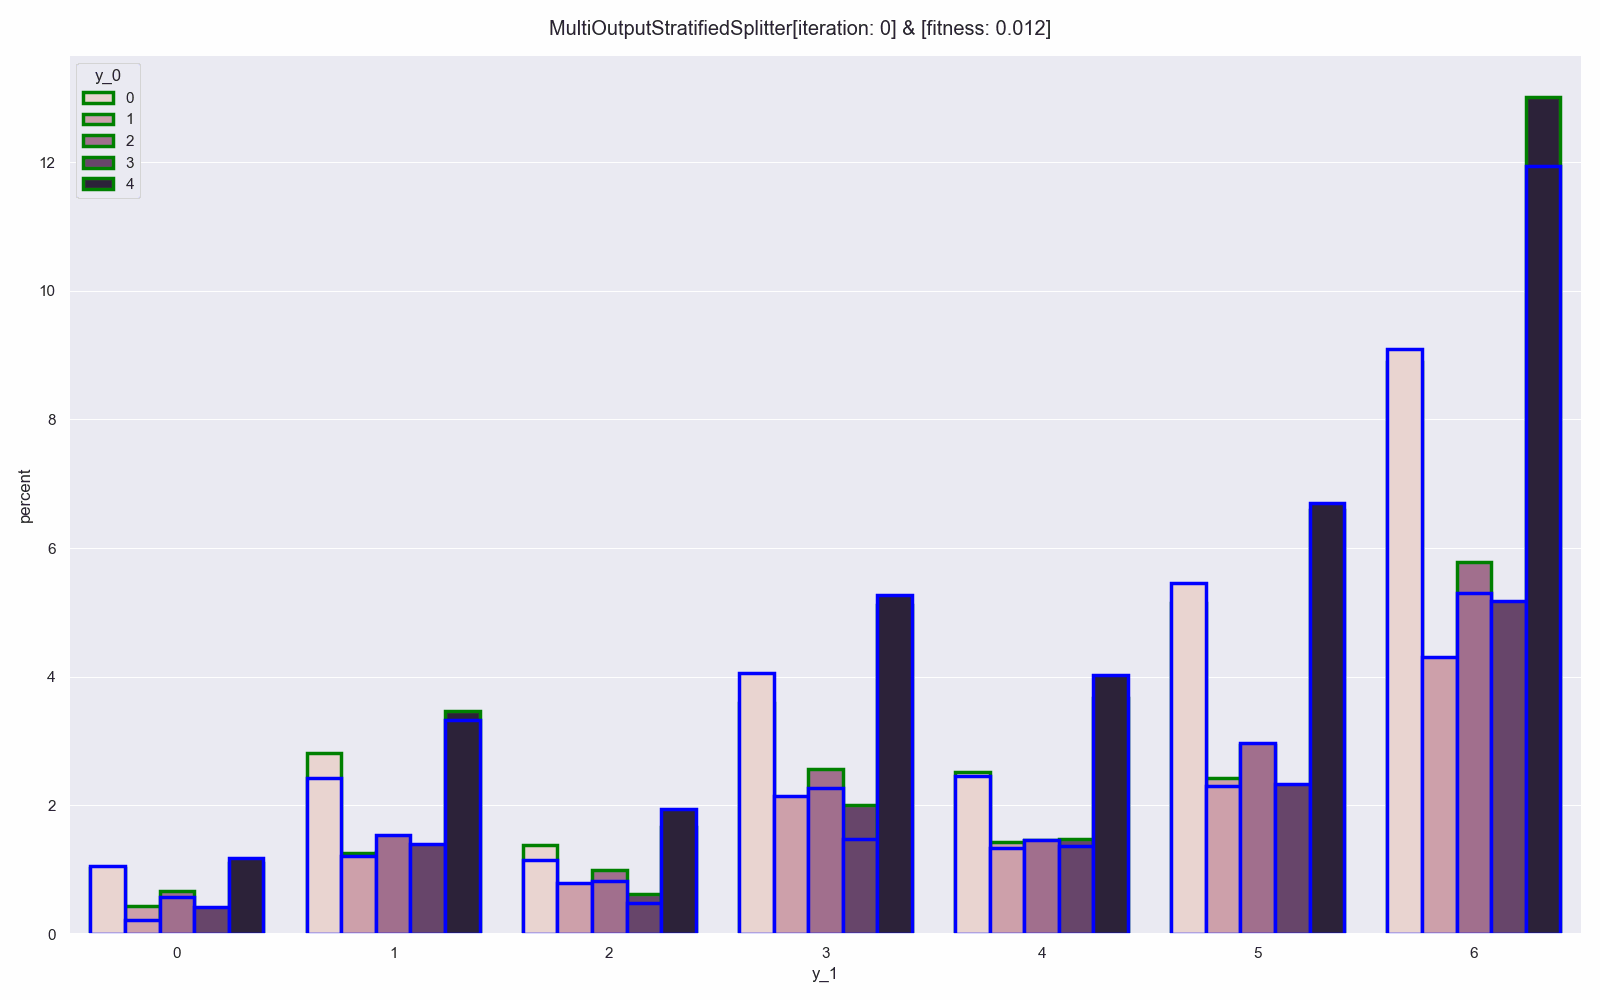 MultiOutputStratifiedSplitter[iteration: 0] & [fitness: 0.012]
y_0
0
1
2
3
4
percent
12
10
8
6
4
2
0
0 1 2 3 4 5 6
y_1